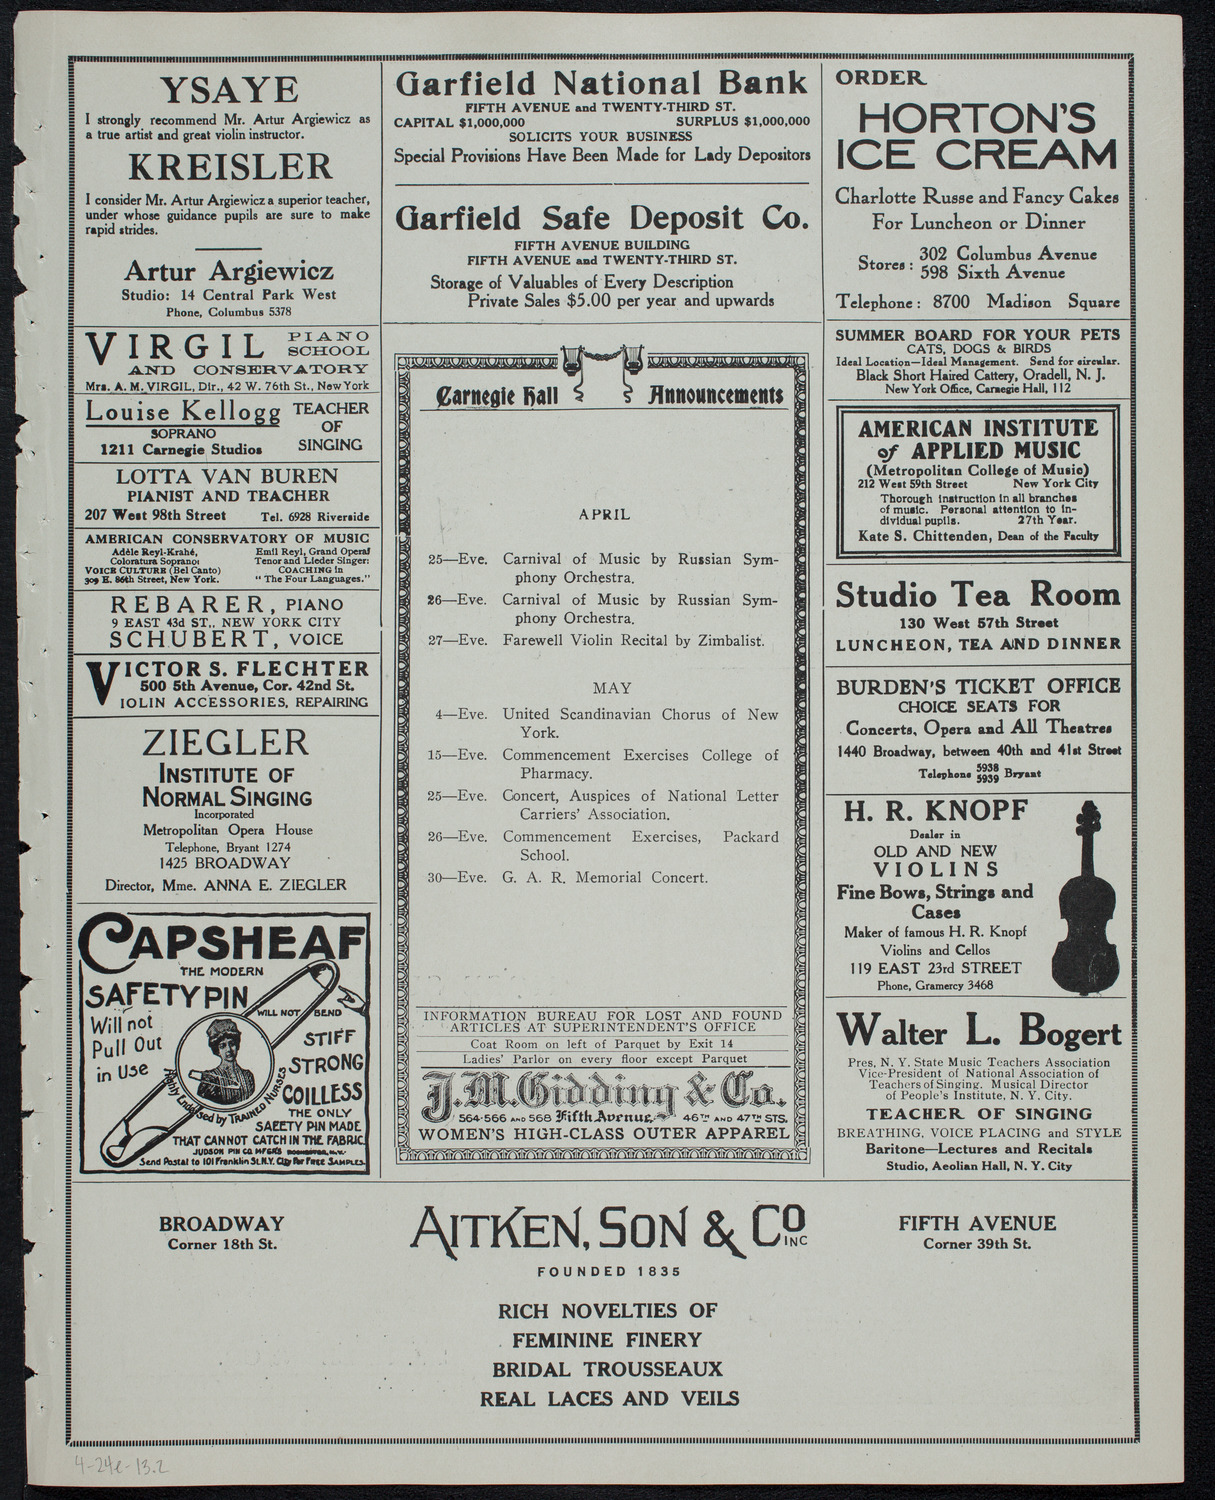 YSAYE
I strongly recommend Mr. Artur Argiewicz as
a true artist and great violin instructor.
KREISLER
I consider Mr. Artur Argiewicz a superior teacher,
under whose guidance pupils are sure to make
rapid strides.
Artur Argiewicz
Studio: 14 Central Park West
Phone, Columbus 5378
VIRGIL PIANO
SCHOOL
AND CONSERVATORY
Mrs. A. M. VIRGIL, Dir., 42 W. 76th St., New York
Louise Kellogg
SOPRANO
1211 Carnegie Studios
TEACHER
OF
SINGING
LOTTA VAN BUREN
PIANIST AND TEACHER
207 West 98th Street Tel. 6928 Riverside
AMERICAN CONSERVATORY OF MUSIC
Adèle Reyl-Krahé,
Coloratura Soprano:
VOICE CULTURE (Bel Canto)
309 E. 86th Street, New York.
Emil Reyl, Grand Opera
Tenor and Lieder Singer:
COACHING in
"The Four Languages."
REBARER, PIANO
9 EAST 43d ST., NEW YORK CITY
SCHUBERT, VOICE
VICTOR S. FLECHTER
500 5th Avenue, Cor. 42nd St.
VIOLIN ACCESSORIES, REPAIRING
ZIEGLER
INSTITUTE OF
NORMAL SINGING
Incorporated
Metropolitan Opera House
Telephone, Bryant 1274
1425 BROADWAY
Director, Mme. ANNA E. ZIEGLER
CAPSHEAF
THE MODERN
SAFETY PIN
WILL NOT BEND
Will not
Pull Out
in Use
Highly Endorsed by TRAINED NURSES
STIFF
STRONG
COILLESS
THE ONLY
SAFETY PIN MADE
THAT CANNOT CATCH IN THE FABRIC.
JUDSON PIN CO. MFGRS ROCHESTER, N.Y.
Send Postal to 101 Franklin St. N.Y. City For FREE SAMPLES.
Garfield National Bank
FIFTH AVENUE and TWENTY-THIRD ST.
CAPITAL $1,000,000 SURPLUS $1,000,000
SOLICITS YOUR BUSINESS
Special Provisions Have Been Made for Lady Depositors
Garfield Safe Deposit Co.
FIFTH AVENUE BUILDING
FIFTH AVENUE and TWENTY-THIRD ST.
Storage of Valuables of Every Description
Private Sales $5.00 per year and upwards
Carnegie Hall Announcements
APRIL
25—Eve. Carnival of Music by Russian Sym-
phony Orchestra.
26—Eve. Carnival of Music by Russian Sym-
phony Orchestra.
27—Eve. Farewell Violin Recital by Zimbalist.
MAY
4—Eve. United Scandinavian Chorus of New
York.
15—Eve. Commencement Exercises College of
Pharmacy.
25—Eve. Concert, Auspices of National Letter
Carriers' Association.
26—Eve. Commencement Exercises, Packard
School.
30—Eve. G. A. R. Memorial Concert.
INFORMATION BUREAU FOR LOST AND FOUND
ARTICLES AT SUPERINTENDENT'S OFFICE
Coat Room on left of Parquet by Exit 14
Ladies' Parlor on every floor except Parquet
J. M. Gidding & Co.
564-566 AND 568 Fifth Avenue, 46TH AND 47TH STS.
WOMEN'S HIGH-CLASS OUTER APPAREL
ORDER
HORTON'S
ICE CREAM
Charlotte Russe and Fancy Cakes
For Luncheon or Dinner
Stores: 302 Columbus Avenue
598 Sixth Avenue
Telephone: 8700 Madison Square
SUMMER BOARD FOR YOUR PETS
CATS, DOGS & BIRDS
Ideal Location—Ideal Management. Send for circular.
Black Short Haired Cattery, Oradell, N. J.
New York Office, Carnegie Hall, 112
AMERICAN INSTITUTE
of APPLIED MUSIC
(Metropolitan College of Music)
212 West 59th Street New York City
Thorough instruction in all branches
of music. Personal attention to in-
dividual pupils. 27th Year.
Kate S. Chittenden, Dean of the Faculty
Studio Tea Room
130 West 57th Street
LUNCHEON, TEA AND DINNER
BURDEN'S TICKET OFFICE
CHOICE SEATS FOR
Concerts, Opera and All Theatres
1440 Broadway, between 40th and 41st Street
Telephone 5938
5939 Bryant
H. R. KNOPF
Dealer in
OLD AND NEW
VIOLINS
Fine Bows, Strings and
Cases
Maker of famous H. R. Knopf
Violins and Cellos
119 EAST 23rd STREET
Phone, Gramercy 3468
Walter L. Bogert
Pres. N. Y. State Music Teachers Association
Vice-President of National Association of
Teachers of Singing. Musical Director
of People's Institute, N. Y. City.
TEACHER OF SINGING
BREATHING, VOICE PLACING and STYLE
Baritone—Lectures and Recitals
Studio, Aeolian Hall, N. Y. City
BROADWAY
Corner 18th St.
AITKEN, SON & CO INC
FOUNDED 1835
FIFTH AVENUE
Corner 39th St.
RICH NOVELTIES OF
FEMININE FINERY
BRIDAL TROUSSEAUX
REAL LACES AND VEILS
4-24e-13.2